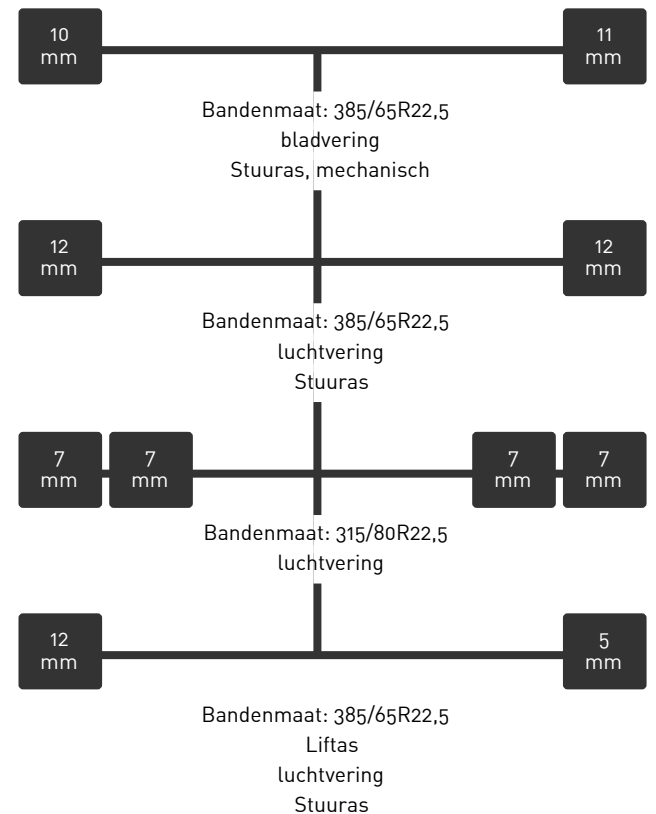 10 mm 11 mm
Bandenmaat: 385/65R22,5
bladvering
Stuuras, mechanisch
12 mm 12 mm
Bandenmaat: 385/65R22,5
luchtvering
Stuuras
7 mm 7 mm 7 mm 7 mm
Bandenmaat: 315/80R22,5
luchtvering
12 mm 5 mm
Bandenmaat: 385/65R22,5
Liftas
luchtvering
Stuuras